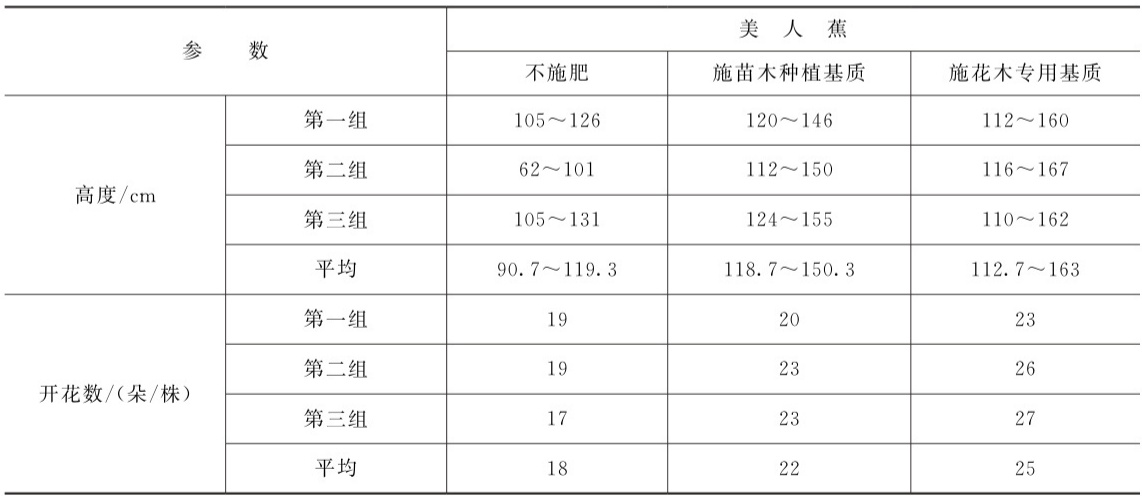 参 数 美 人 蕉
不施肥 施苗木种植基质 施花木专用基质
高度/cm 第一组 105～126 120～146 112～160
第二组 62～101 112～150 116～167
第三组 105～131 124～155 110～162
平均 90.7～119.3 118.7～150.3 112.7～163
开花数/(朵/株) 第一组 19 20 23
第二组 19 23 26
第三组 17 23 27
平均 18 22 25